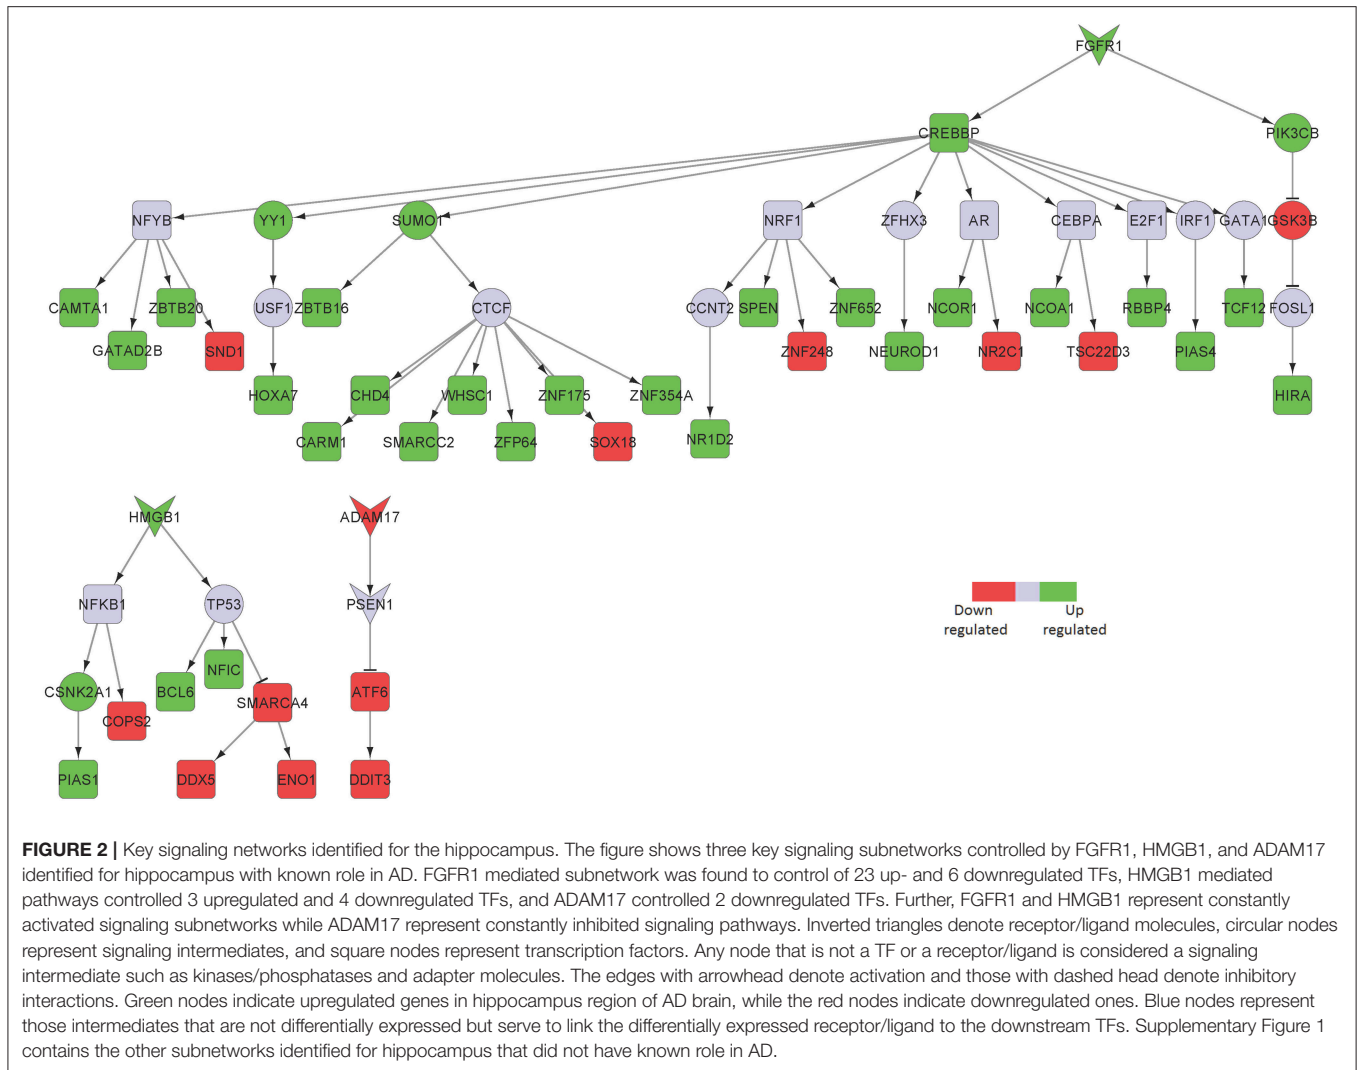 FGFR1
CREBBP
PIK3CB
NFYB
YY1
SUMO1
NRF1
ZFHX3
AR
CEBPA
E2F1
IRF1
GATA1
GSK3B
CAMTA1
ZBTB20
USF1
ZBTB16
CTCF
CCNT2
SPEN
ZNF652
NCOR1
NCOA1
RBBP4
TCF12
FOSL1
GATAD2B
SND1
ZNF248
NEUROD1
NR2C1
TSC22D3
PIAS4
HOXA7
CHD4
WHSC1
ZNF175
ZNF354A
HIRA
CARM1
SMARCC2
ZFP64
SOX18
NR1D2
HMGB1
ADAM17
NFKB1
TP53
PSEN1
Down
regulated
Up
regulated
NFIC
CSNK2A1
BCL6
SMARCA4
ATF6
COPS2
PIAS1
DDX5
ENO1
DDIT3
FIGURE 2 | Key signaling networks identified for the hippocampus. The figure shows three key signaling subnetworks controlled by FGFR1, HMGB1, and ADAM17
identified for hippocampus with known role in AD. FGFR1 mediated subnetwork was found to control of 23 up- and 6 downregulated TFs, HMGB1 mediated
pathways controlled 3 upregulated and 4 downregulated TFs, and ADAM17 controlled 2 downregulated TFs. Further, FGFR1 and HMGB1 represent constantly
activated signaling subnetworks while ADAM17 represent constantly inhibited signaling pathways. Inverted triangles denote receptor/ligand molecules, circular nodes
represent signaling intermediates, and square nodes represent transcription factors. Any node that is not a TF or a receptor/ligand is considered a signaling
intermediate such as kinases/phosphatases and adapter molecules. The edges with arrowhead denote activation and those with dashed head denote inhibitory
interactions. Green nodes indicate upregulated genes in hippocampus region of AD brain, while the red nodes indicate downregulated ones. Blue nodes represent
those intermediates that are not differentially expressed but serve to link the differentially expressed receptor/ligand to the downstream TFs. Supplementary Figure 1
contains the other subnetworks identified for hippocampus that did not have known role in AD.